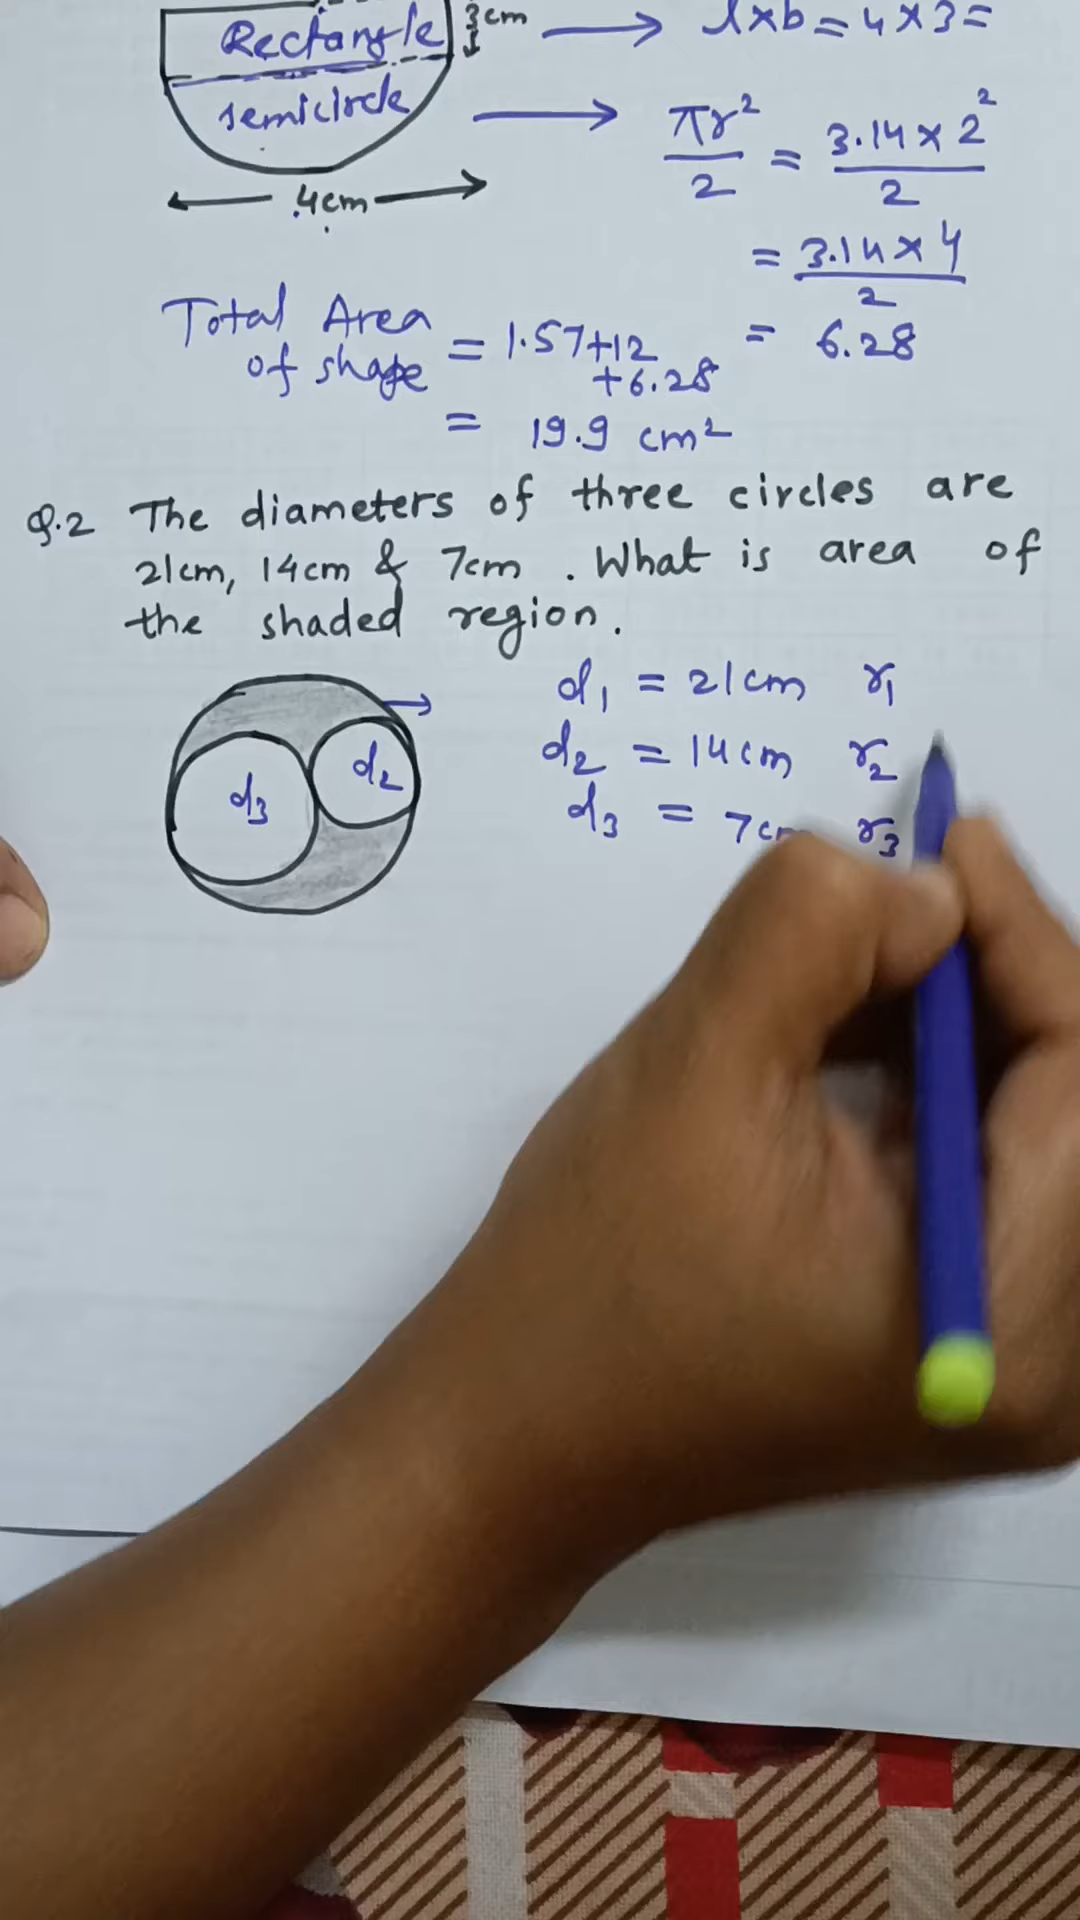 Rectangle 3cm → l×b = 4×3=
semicircle → πr²/2 = 3.14×2²/2
4cm
= 3.14×4/2
Total Area of shape = 1.57+12+6.28
= 6.28
= 19.9 cm²
Q.2 The diameters of three circles are
21cm, 14cm & 7cm. What is area of
the shaded region.
d₁ = 21cm r₁
d₂ = 14cm r₂
d₃ = 7cm r₃
d₃ d₂